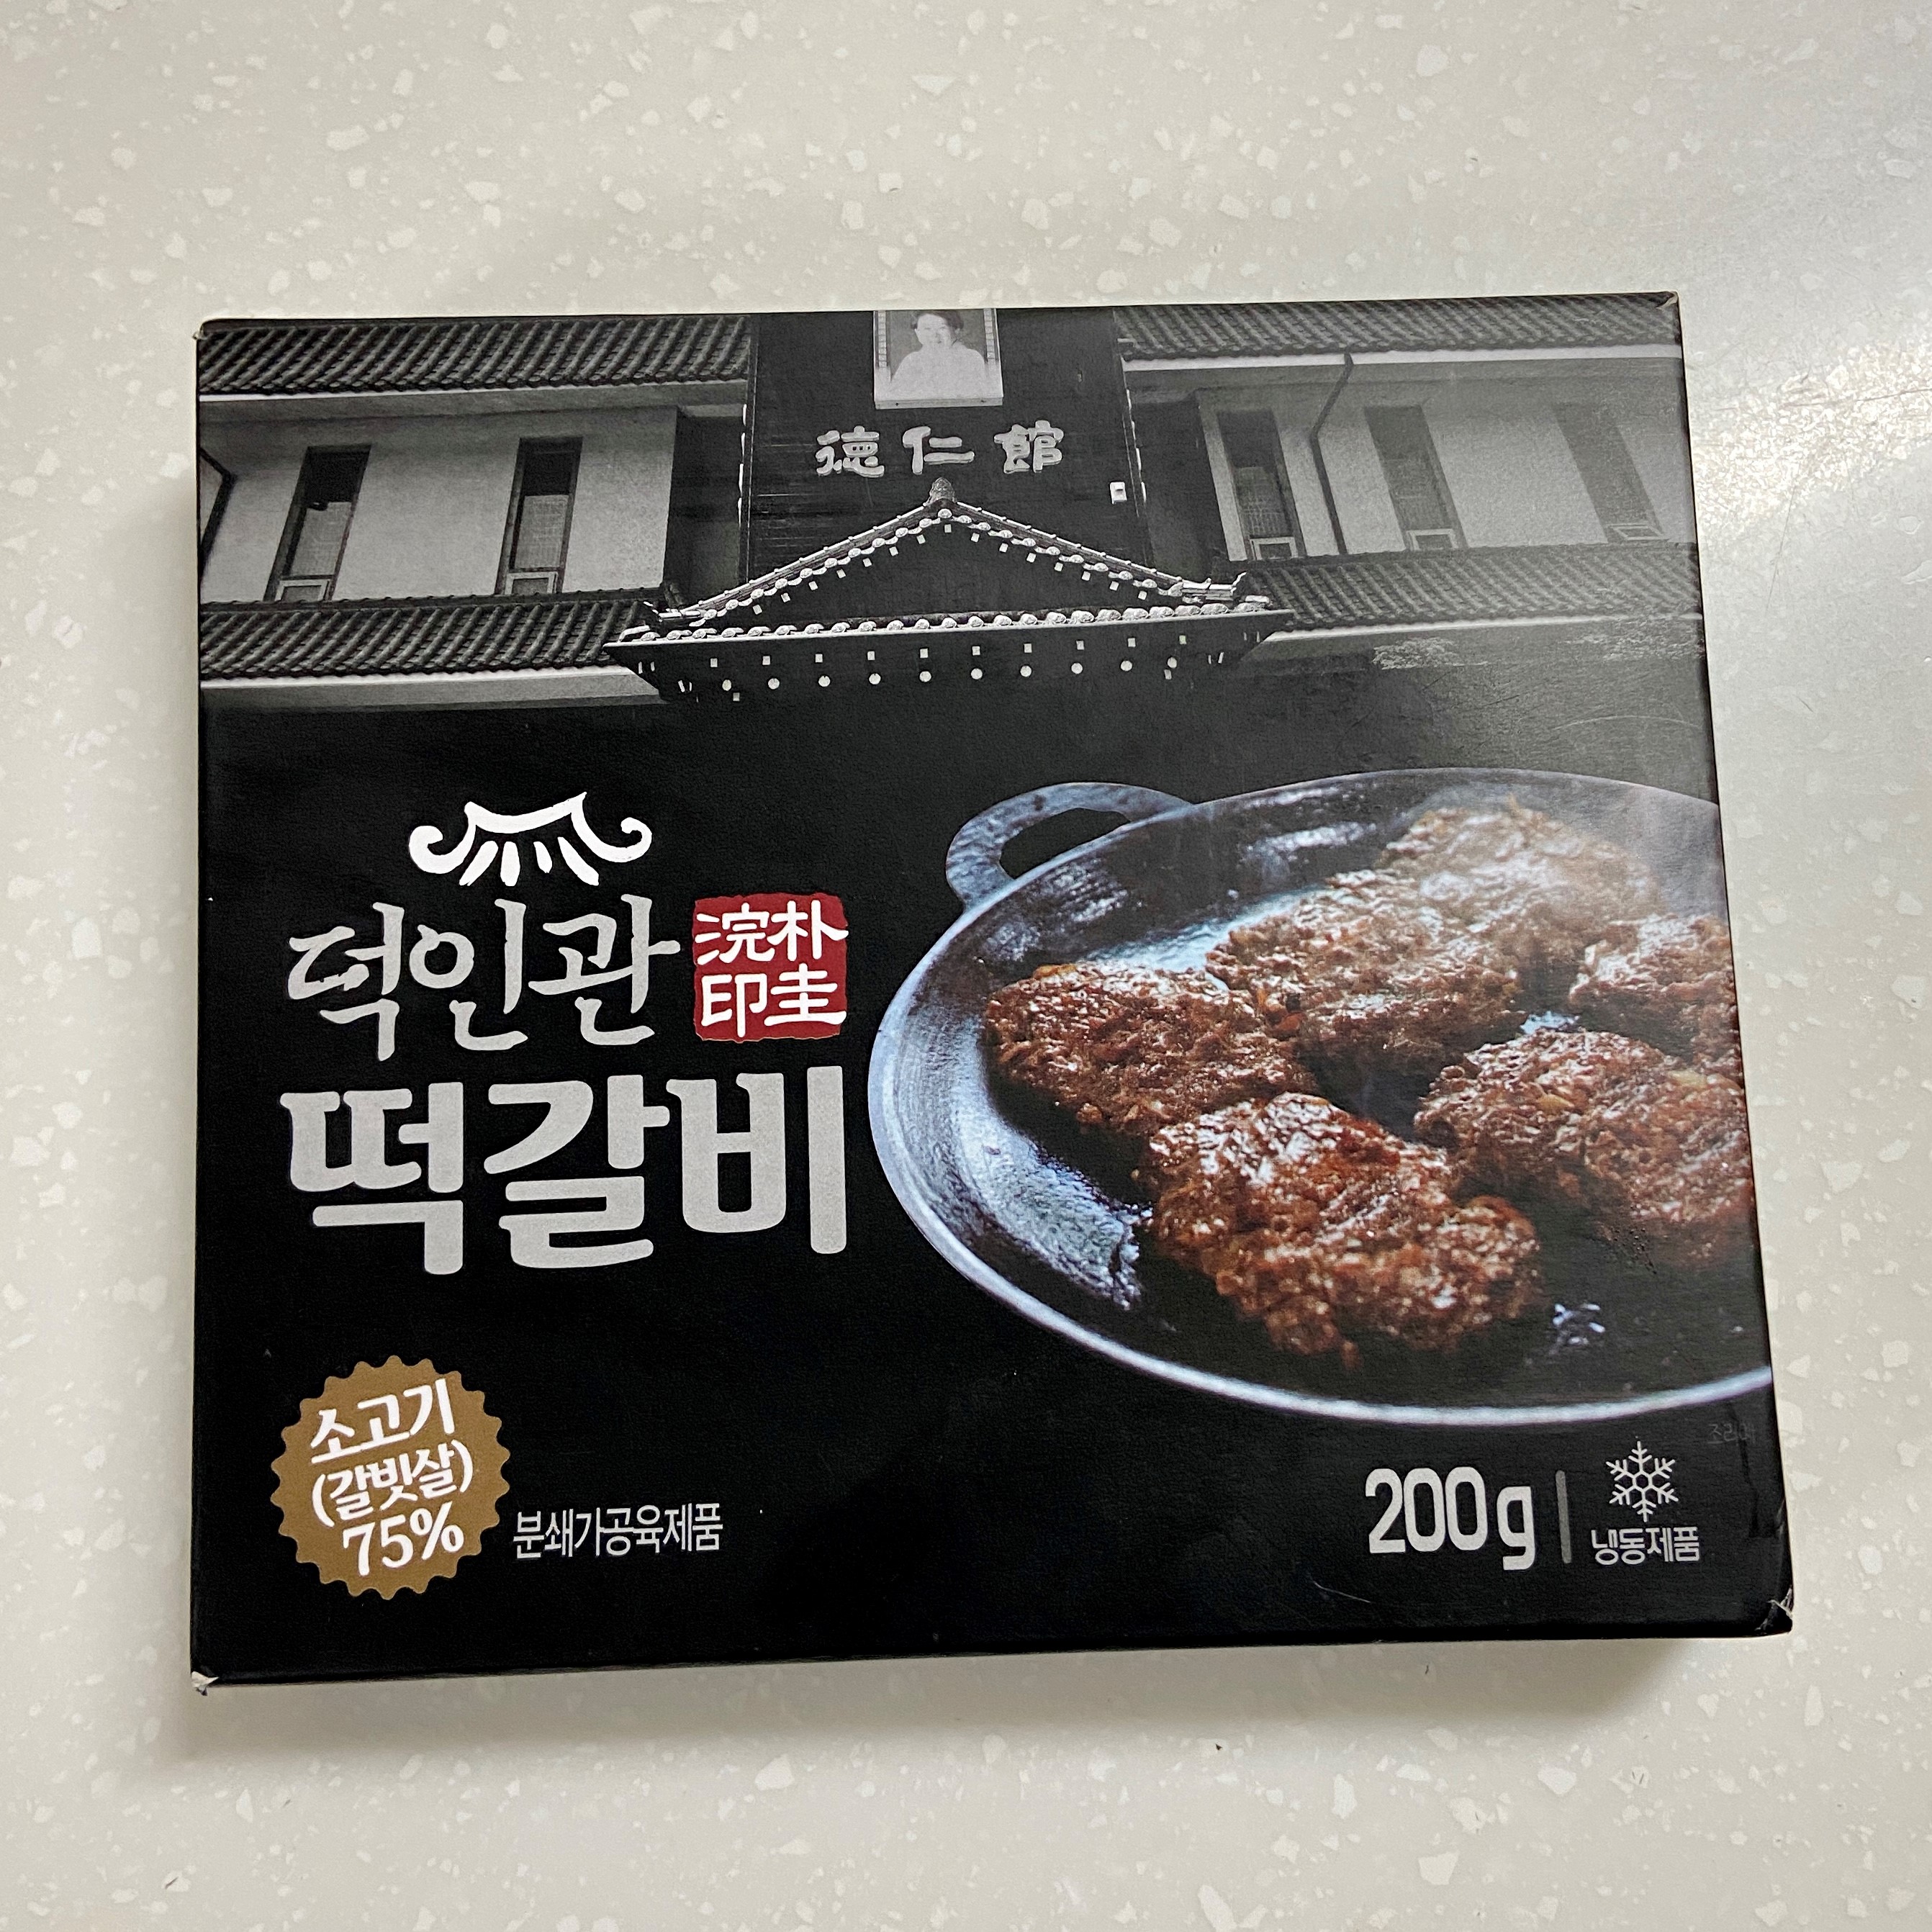 德仁館
덕인관
朴圭
浣印
떡갈비
소고기
(갈빗살)
75%
분쇄가공육제품
200g
냉동제품